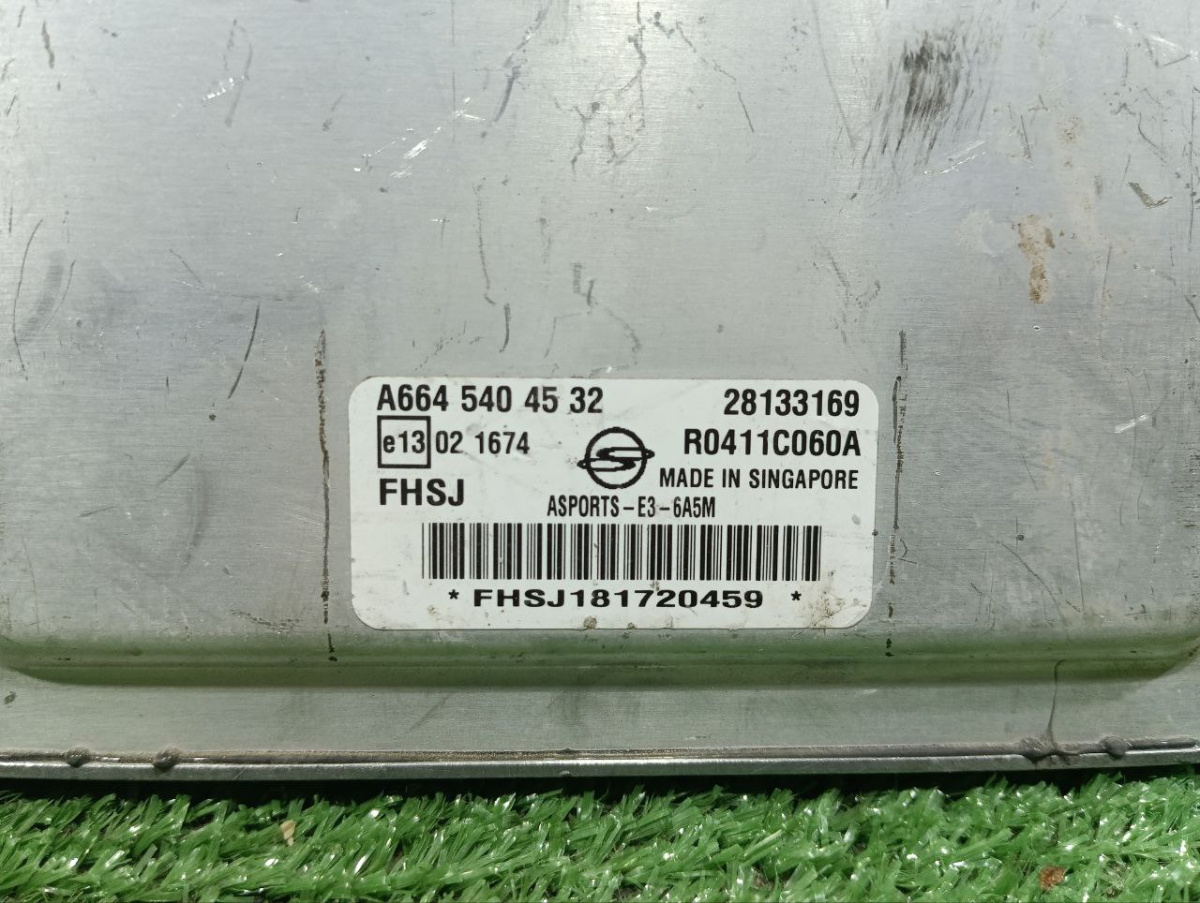 A664 540 45 32 28133169
e13 02 1674 R0411C060A
MADE IN SINGAPORE
FHSJ
ASPORTS-E3-6A5M
* FHSJ181720459 *